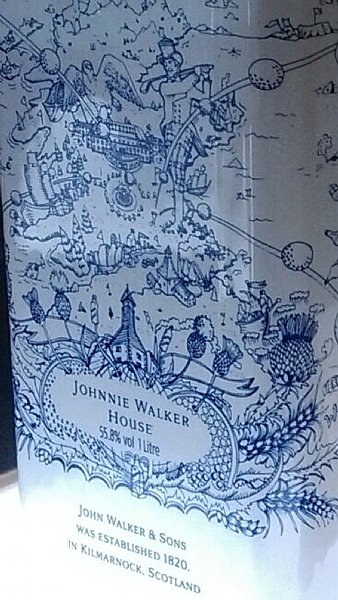 JOHNNIE WALKER
HOUSE
55.8% vol 1 Litre
JOHN WALKER & SONS
WAS ESTABLISHED 1820.
IN KILMARNOCK, SCOTLAND